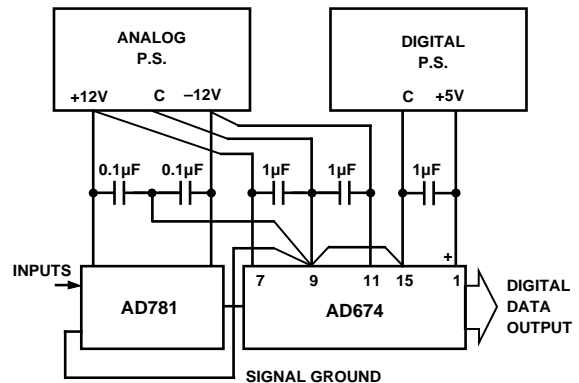 ANALOG
P.S.
DIGITAL
P.S.
+12V C –12V
C +5V
0.1µF 0.1µF 1µF 1µF 1µF
INPUTS
AD781
7 9 11 15 + 1
AD674
DIGITAL
DATA
OUTPUT
SIGNAL GROUND